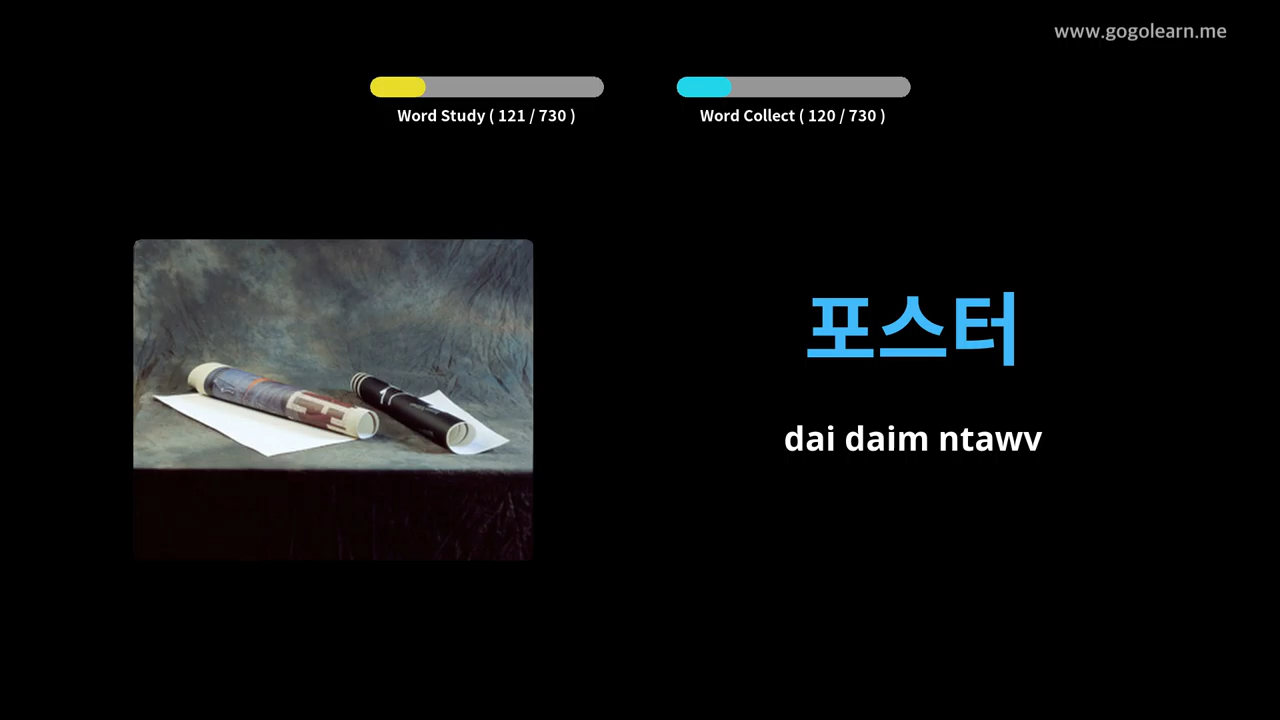 www.gogolearn.me
Word Study ( 121 / 730 )
Word Collect ( 120 / 730 )
포스터
dai daim ntawv